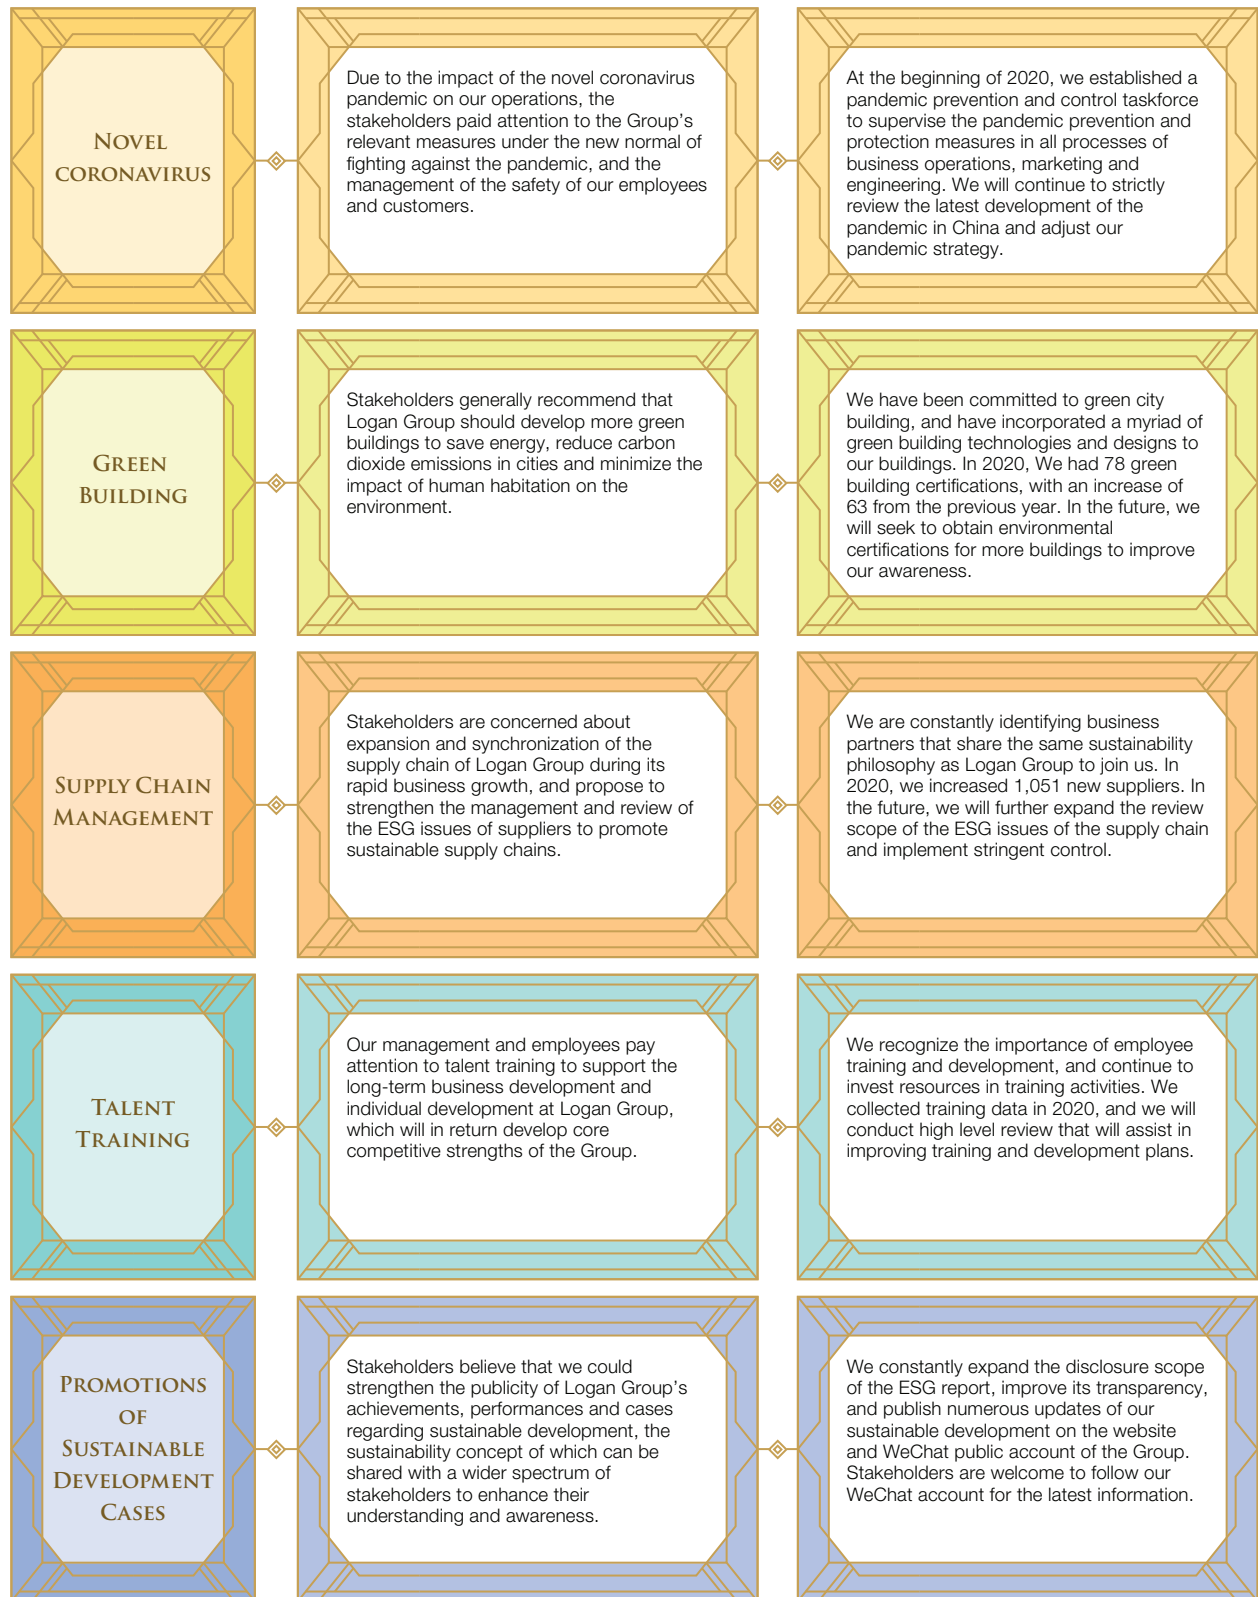 NOVEL
CORONAVIRUS
Due to the impact of the novel coronavirus
pandemic on our operations, the
stakeholders paid attention to the Group's
relevant measures under the new normal of
fighting against the pandemic, and the
management of the safety of our employees
and customers.
At the beginning of 2020, we established a
pandemic prevention and control taskforce
to supervise the pandemic prevention and
protection measures in all processes of
business operations, marketing and
engineering. We will continue to strictly
review the latest development of the
pandemic in China and adjust our
pandemic strategy.
GREEN
BUILDING
Stakeholders generally recommend that
Logan Group should develop more green
buildings to save energy, reduce carbon
dioxide emissions in cities and minimize the
impact of human habitation on the
environment.
We have been committed to green city
building, and have incorporated a myriad of
green building technologies and designs to
our buildings. In 2020, We had 78 green
building certifications, with an increase of
63 from the previous year. In the future, we
will seek to obtain environmental
certifications for more buildings to improve
our awareness.
SUPPLY CHAIN
MANAGEMENT
Stakeholders are concerned about
expansion and synchronization of the
supply chain of Logan Group during its
rapid business growth, and propose to
strengthen the management and review of
the ESG issues of suppliers to promote
sustainable supply chains.
We are constantly identifying business
partners that share the same sustainability
philosophy as Logan Group to join us. In
2020, we increased 1,051 new suppliers. In
the future, we will further expand the review
scope of the ESG issues of the supply chain
and implement stringent control.
TALENT
TRAINING
Our management and employees pay
attention to talent training to support the
long-term business development and
individual development at Logan Group,
which will in return develop core
competitive strengths of the Group.
We recognize the importance of employee
training and development, and continue to
invest resources in training activities. We
collected training data in 2020, and we will
conduct high level review that will assist in
improving training and development plans.
PROMOTIONS
OF
SUSTAINABLE
DEVELOPMENT
CASES
Stakeholders believe that we could
strengthen the publicity of Logan Group's
achievements, performances and cases
regarding sustainable development, the
sustainability concept of which can be
shared with a wider spectrum of
stakeholders to enhance their
understanding and awareness.
We constantly expand the disclosure scope
of the ESG report, improve its transparency,
and publish numerous updates of our
sustainable development on the website
and WeChat public account of the Group.
Stakeholders are welcome to follow our
WeChat account for the latest information.